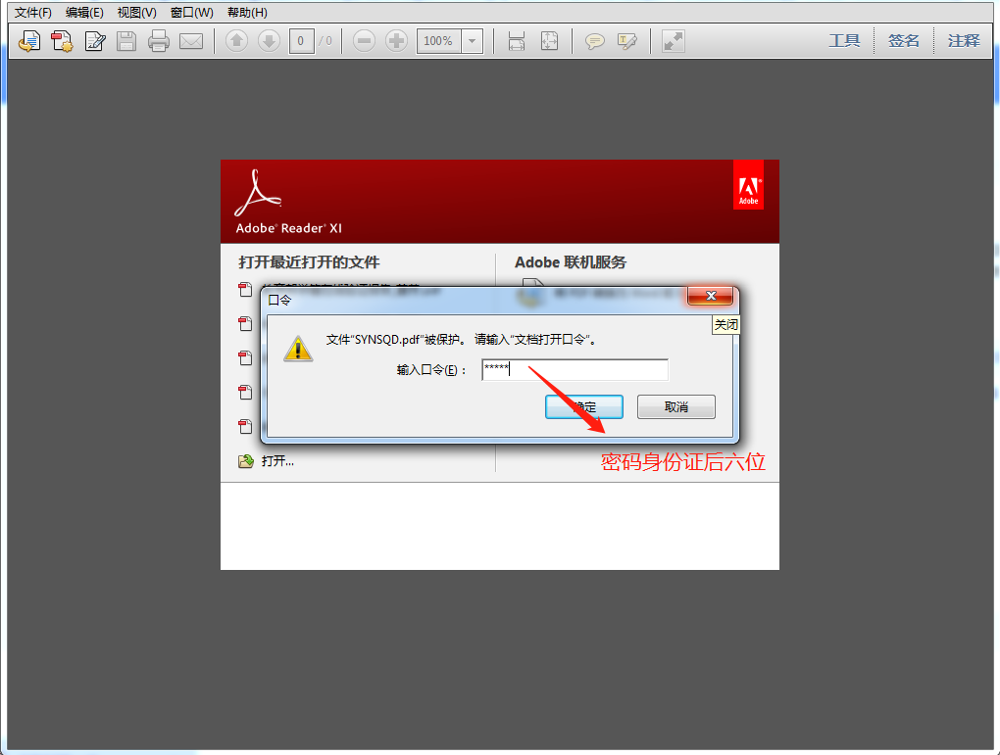 文件(F) 编辑(E) 视图(V) 窗口(W) 帮助(H)
0 / 0 100% 工具 签名 注释
Adobe® Reader® XI
Adobe
打开最近打开的文件
Adobe 联机服务
口令
关闭
文件"SYNSQD.pdf"被保护。 请输入"文档打开口令"。
输入口令(E)： *****
确定 取消
打开...
密码身份证后六位